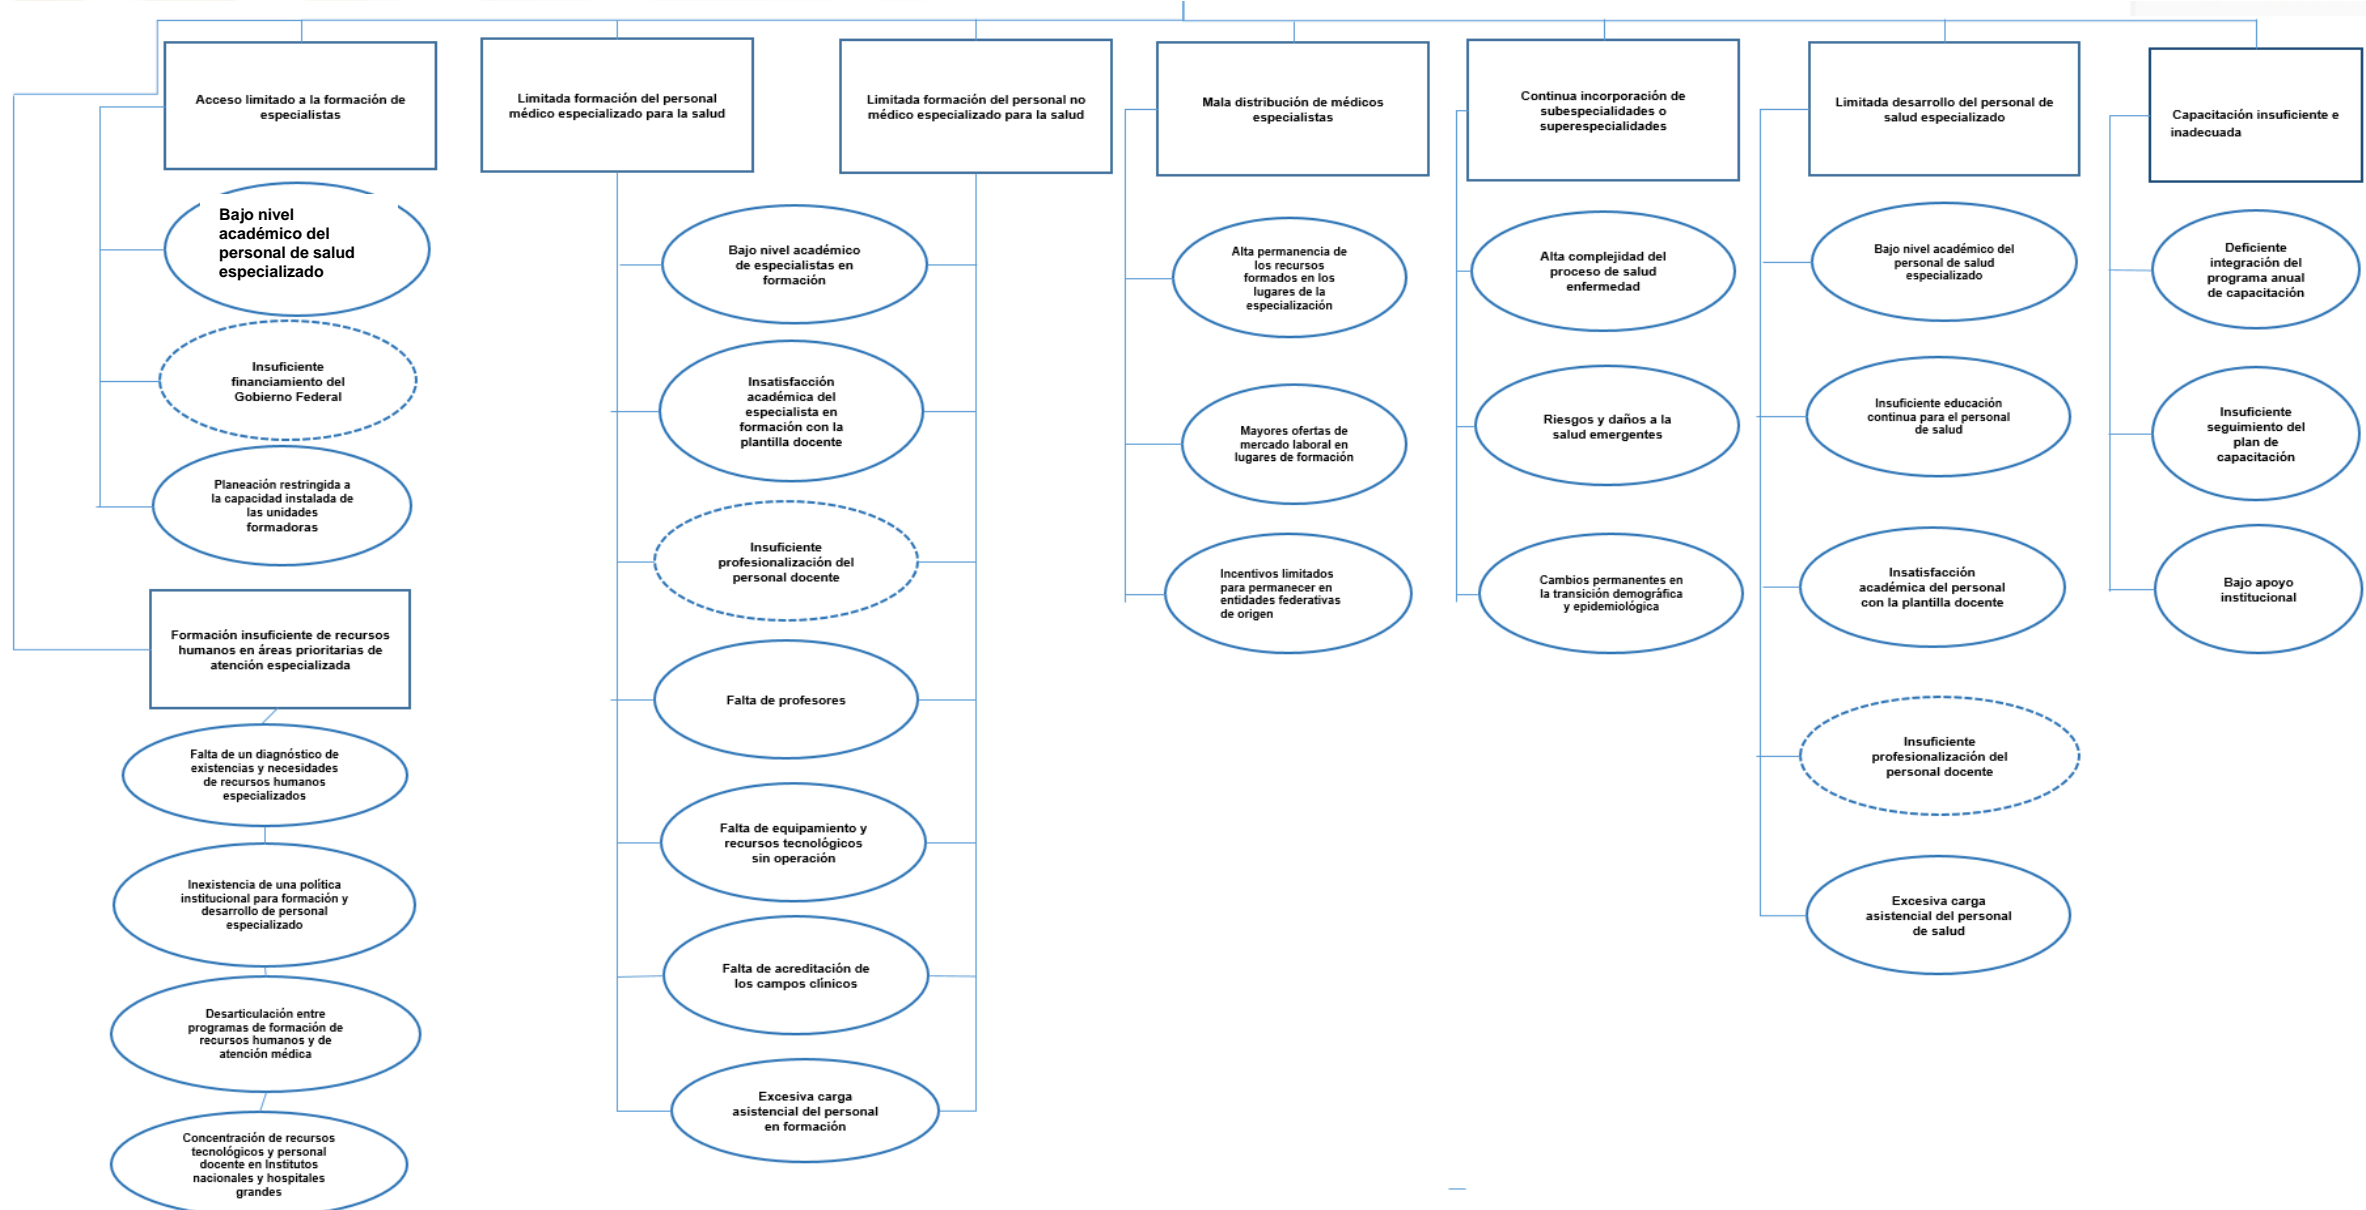 Acceso limitado a la formación de
especialistas
Limitada formación del personal
médico especializado para la salud
Limitada formación del personal no
médico especializado para la salud
Mala distribución de médicos
especialistas
Continua incorporación de
subespecialidades o
superespecialidades
Limitada desarrollo del personal de
salud especializado
Capacitación insuficiente e
inadecuada
Bajo nivel
académico del
personal de salud
especializado
Insuficiente
financiamiento del
Gobierno Federal
Planeación restringida a
la capacidad instalada de
las unidades
formadoras
Formación insuficiente de recursos
humanos en áreas prioritarias de
atención especializada
Falta de un diagnóstico de
existencias y necesidades
de recursos humanos
especializados
Inexistencia de una política
institucional para formación y
desarrollo de personal
especializado
Desarticulación entre
programas de formación de
recursos humanos y de
atención médica
Concentración de recursos
tecnológicos y personal
docente en Institutos
nacionales y hospitales
grandes
Bajo nivel académico
de especialistas en
formación
Insatisfacción
académica del
especialista en
formación con la
plantilla docente
Insuficiente
profesionalización del
personal docente
Falta de profesores
Falta de equipamiento y
recursos tecnológicos
sin operación
Falta de acreditación de
los campos clínicos
Excesiva carga
asistencial del personal
en formación
Alta permanencia de
los recursos
formados en los
lugares de la
especialización
Mayores ofertas de
mercado laboral en
lugares de formación
Incentivos limitados
para permanecer en
entidades federativas
de origen
Alta complejidad del
proceso de salud
enfermedad
Riesgos y daños a la
salud emergentes
Cambios permanentes en
la transición demográfica
y epidemiológica
Bajo nivel académico del
personal de salud
especializado
Insuficiente educación
continua para el personal
de salud
Insatisfacción
académica del personal
con la plantilla docente
Insuficiente
profesionalización del
personal docente
Excesiva carga
asistencial del personal
de salud
Deficiente
integración del
programa anual
de capacitación
Insuficiente
seguimiento del
plan de
capacitación
Bajo apoyo
institucional